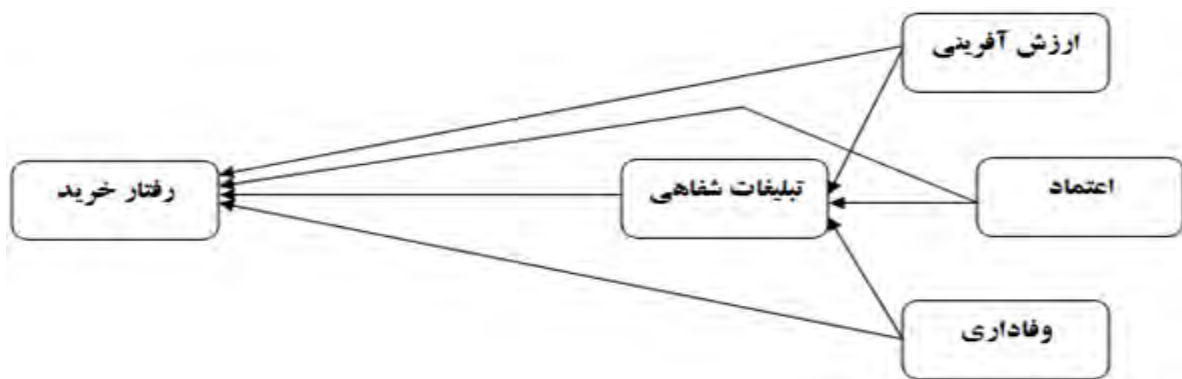 ارزش آفرینی
اعتماد
تبلیغات شفاهی
رفتار خرید
وفاداری